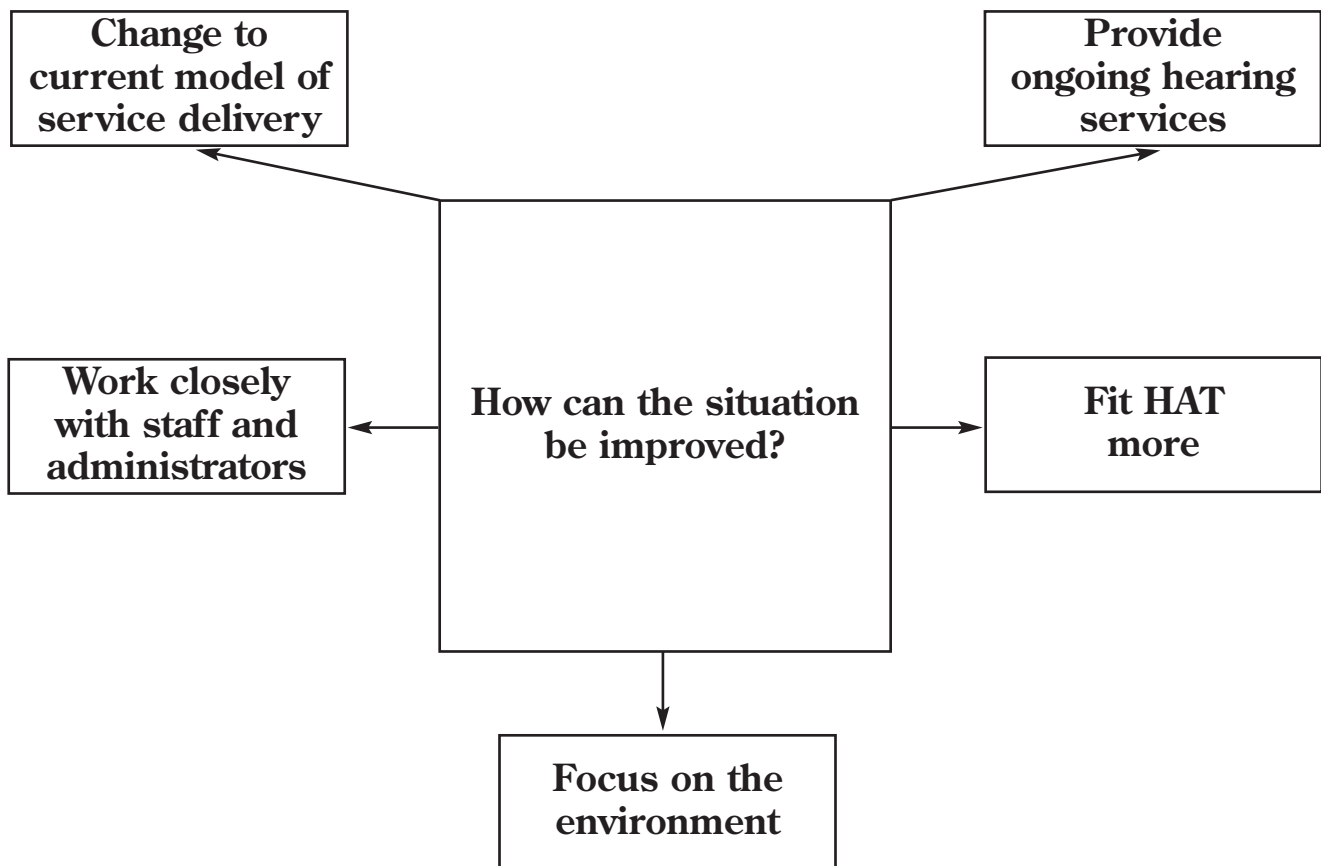 Change to
current model of
service delivery
Provide
ongoing hearing
services
Work closely
with staff and
administrators
How can the situation
be improved?
Fit HAT
more
Focus on the
environment